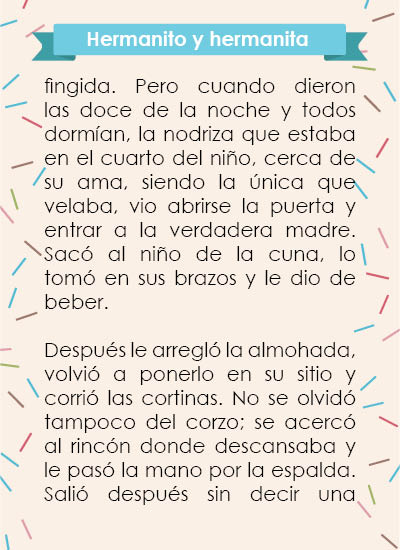 Hermanito y hermanita
fingida. Pero cuando dieron
las doce de la noche y todos
dormían, la nodriza que estaba
en el cuarto del niño, cerca de
su ama, siendo la única que
velaba, vio abrirse la puerta y
entrar a la verdadera madre.
Sacó al niño de la cuna, lo
tomó en sus brazos y le dio de
beber.
Después le arregló la almohada,
volvió a ponerlo en su sitio y
corrió las cortinas. No se olvidó
tampoco del corzo; se acercó
al rincón donde descansaba y
le pasó la mano por la espalda.
Salió después sin decir una